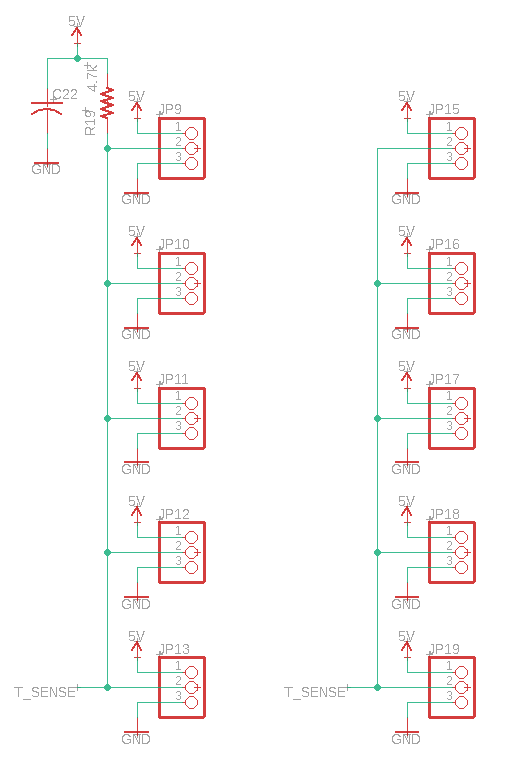 5V
C22
4.7k
R19
GND
5V
JP9
1
2
3
GND
5V
JP10
1
2
3
GND
5V
JP11
1
2
3
GND
5V
JP12
1
2
3
GND
5V
JP13
1
2
3
T_SENSE
GND
5V
JP15
1
2
3
GND
5V
JP16
1
2
3
GND
5V
JP17
1
2
3
GND
5V
JP18
1
2
3
GND
5V
JP19
1
2
3
T_SENSE
GND